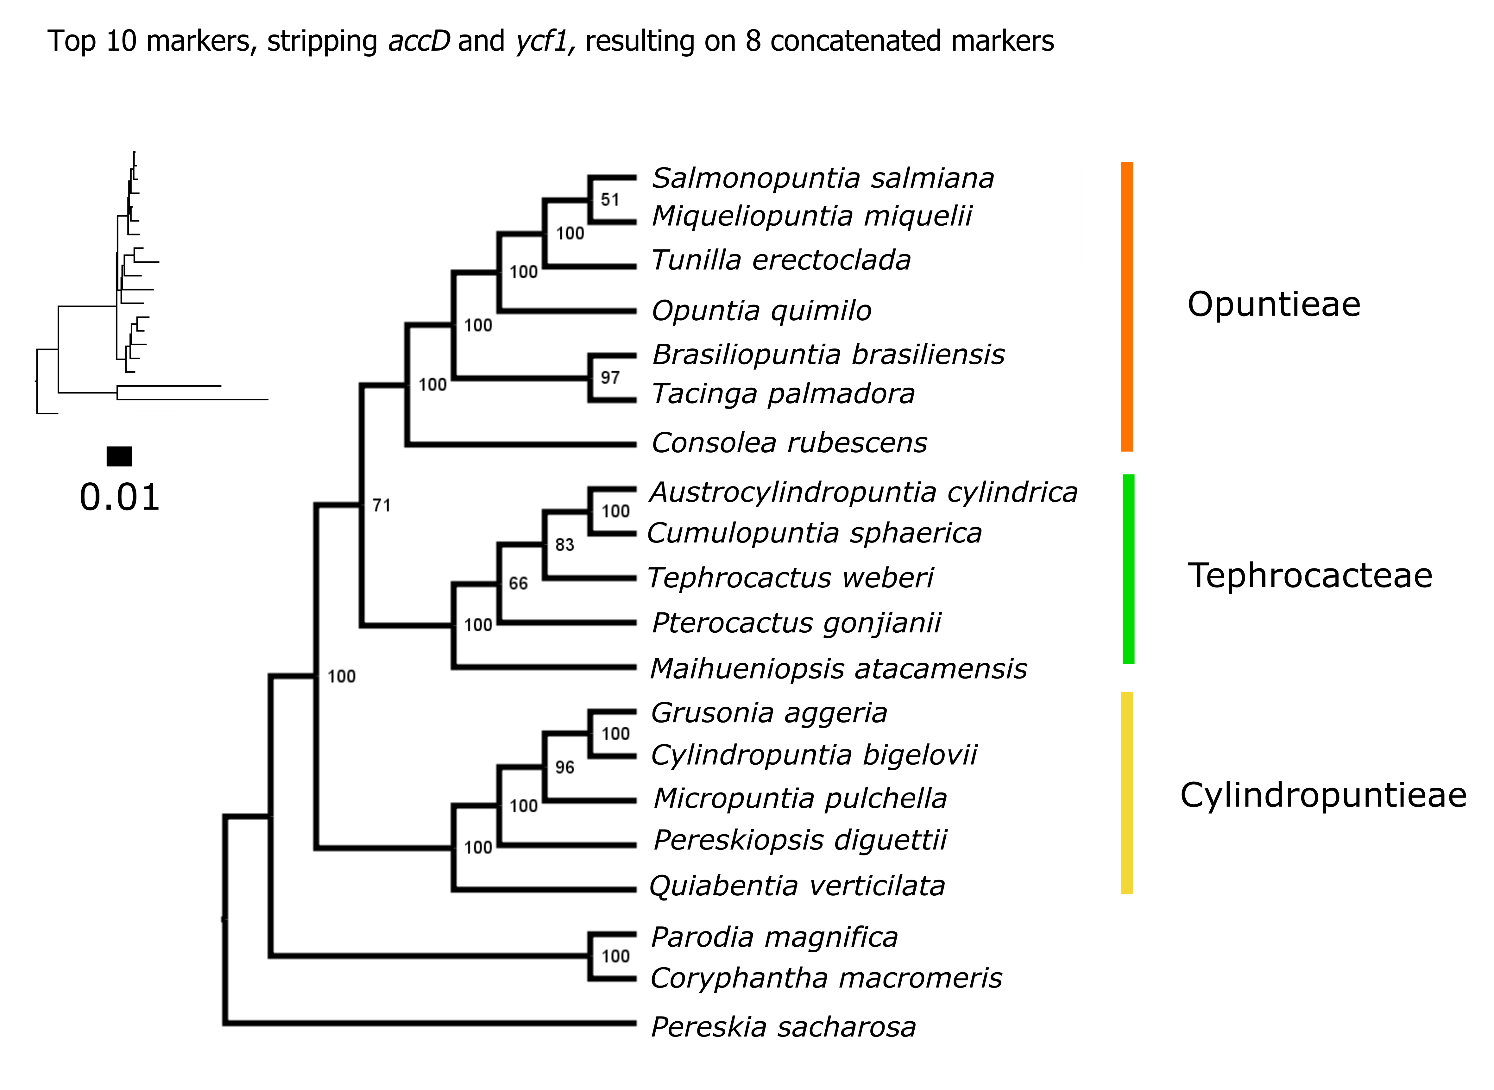 Top 10 markers, stripping accD and ycf1, resulting on 8 concatenated markers
Salmonopuntia salmiana
51
Miqueliopuntia miquelii
100
Tunilla erectoclada
100
Opuntieae
Opuntia quimilo
100
Brasiliopuntia brasiliensis
97
100
Tacinga palmadora
Consolea rubescens
0.01
Austrocylindropuntia cylindrica
71
100
Cumulopuntia sphaerica
83
Tephrocacteae
Tephrocactus weberi
66
Pterocactus gonjianii
100
Maihueniopsis atacamensis
100
Grusonia aggeria
100
Cylindropuntia bigelovii
96
Cylindropuntieae
Micropuntia pulchella
100
Pereskiopsis diguettii
100
Quiabentia verticilata
Parodia magnifica
100
Coryphantha macromeris
Pereskia sacharosa